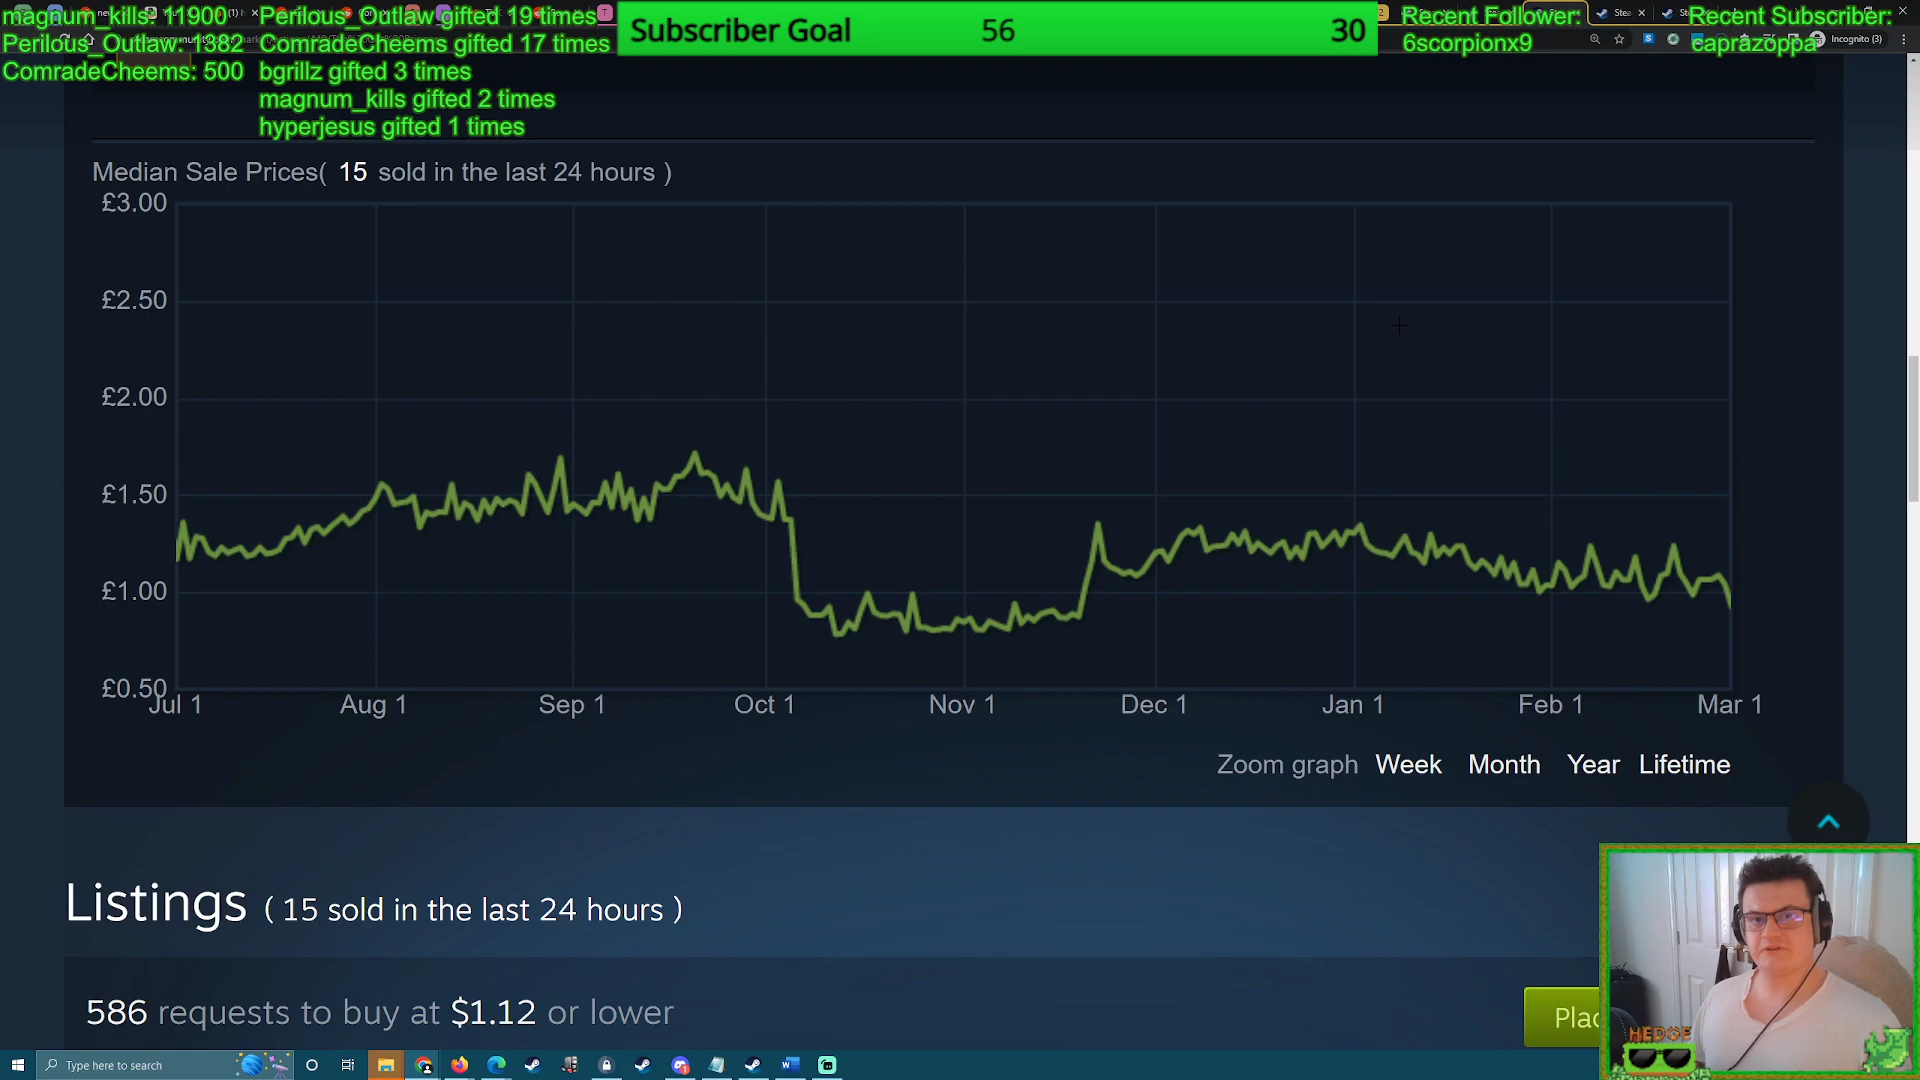 magnum_kills: 11900
Perilous_Outlaw: 1382
ComradeCheems: 500
Perilous_Outlaw gifted 19 times
ComradeCheems gifted 17 times
bgrillz gifted 3 times
magnum_kills gifted 2 times
hyperjesus gifted 1 times
Subscriber Goal 56 30
Recent Follower:
6scorpionx9
Recent Subscriber:
caprazoppa
Incognito (3)
Median Sale Prices( 15 sold in the last 24 hours )
£3.00
£2.50
£2.00
£1.50
£1.00
£0.50
Jul 1 Aug 1 Sep 1 Oct 1 Nov 1 Dec 1 Jan 1 Feb 1 Mar 1
Zoom graph Week Month Year Lifetime
Listings ( 15 sold in the last 24 hours )
586 requests to buy at $1.12 or lower
Plac
HEDGE
Type here to search